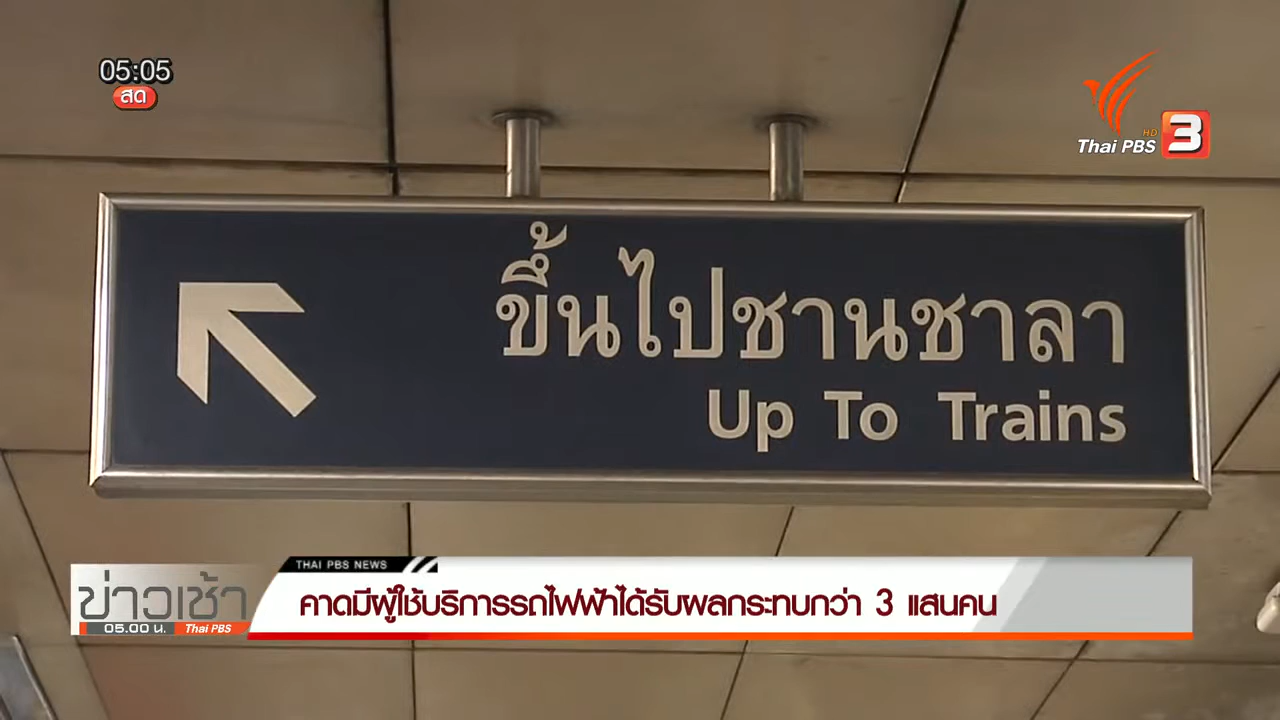 05:05
สด
HD
Thai PBS 3
ขึ้นไปชานชาลา
Up To Trains
THAI PBS NEWS
ข่าวเช้า
05.00 น. Thai PBS
คาดมีผู้ใช้บริการรถไฟฟ้าได้รับผลกระทบกว่า 3 แสนคน